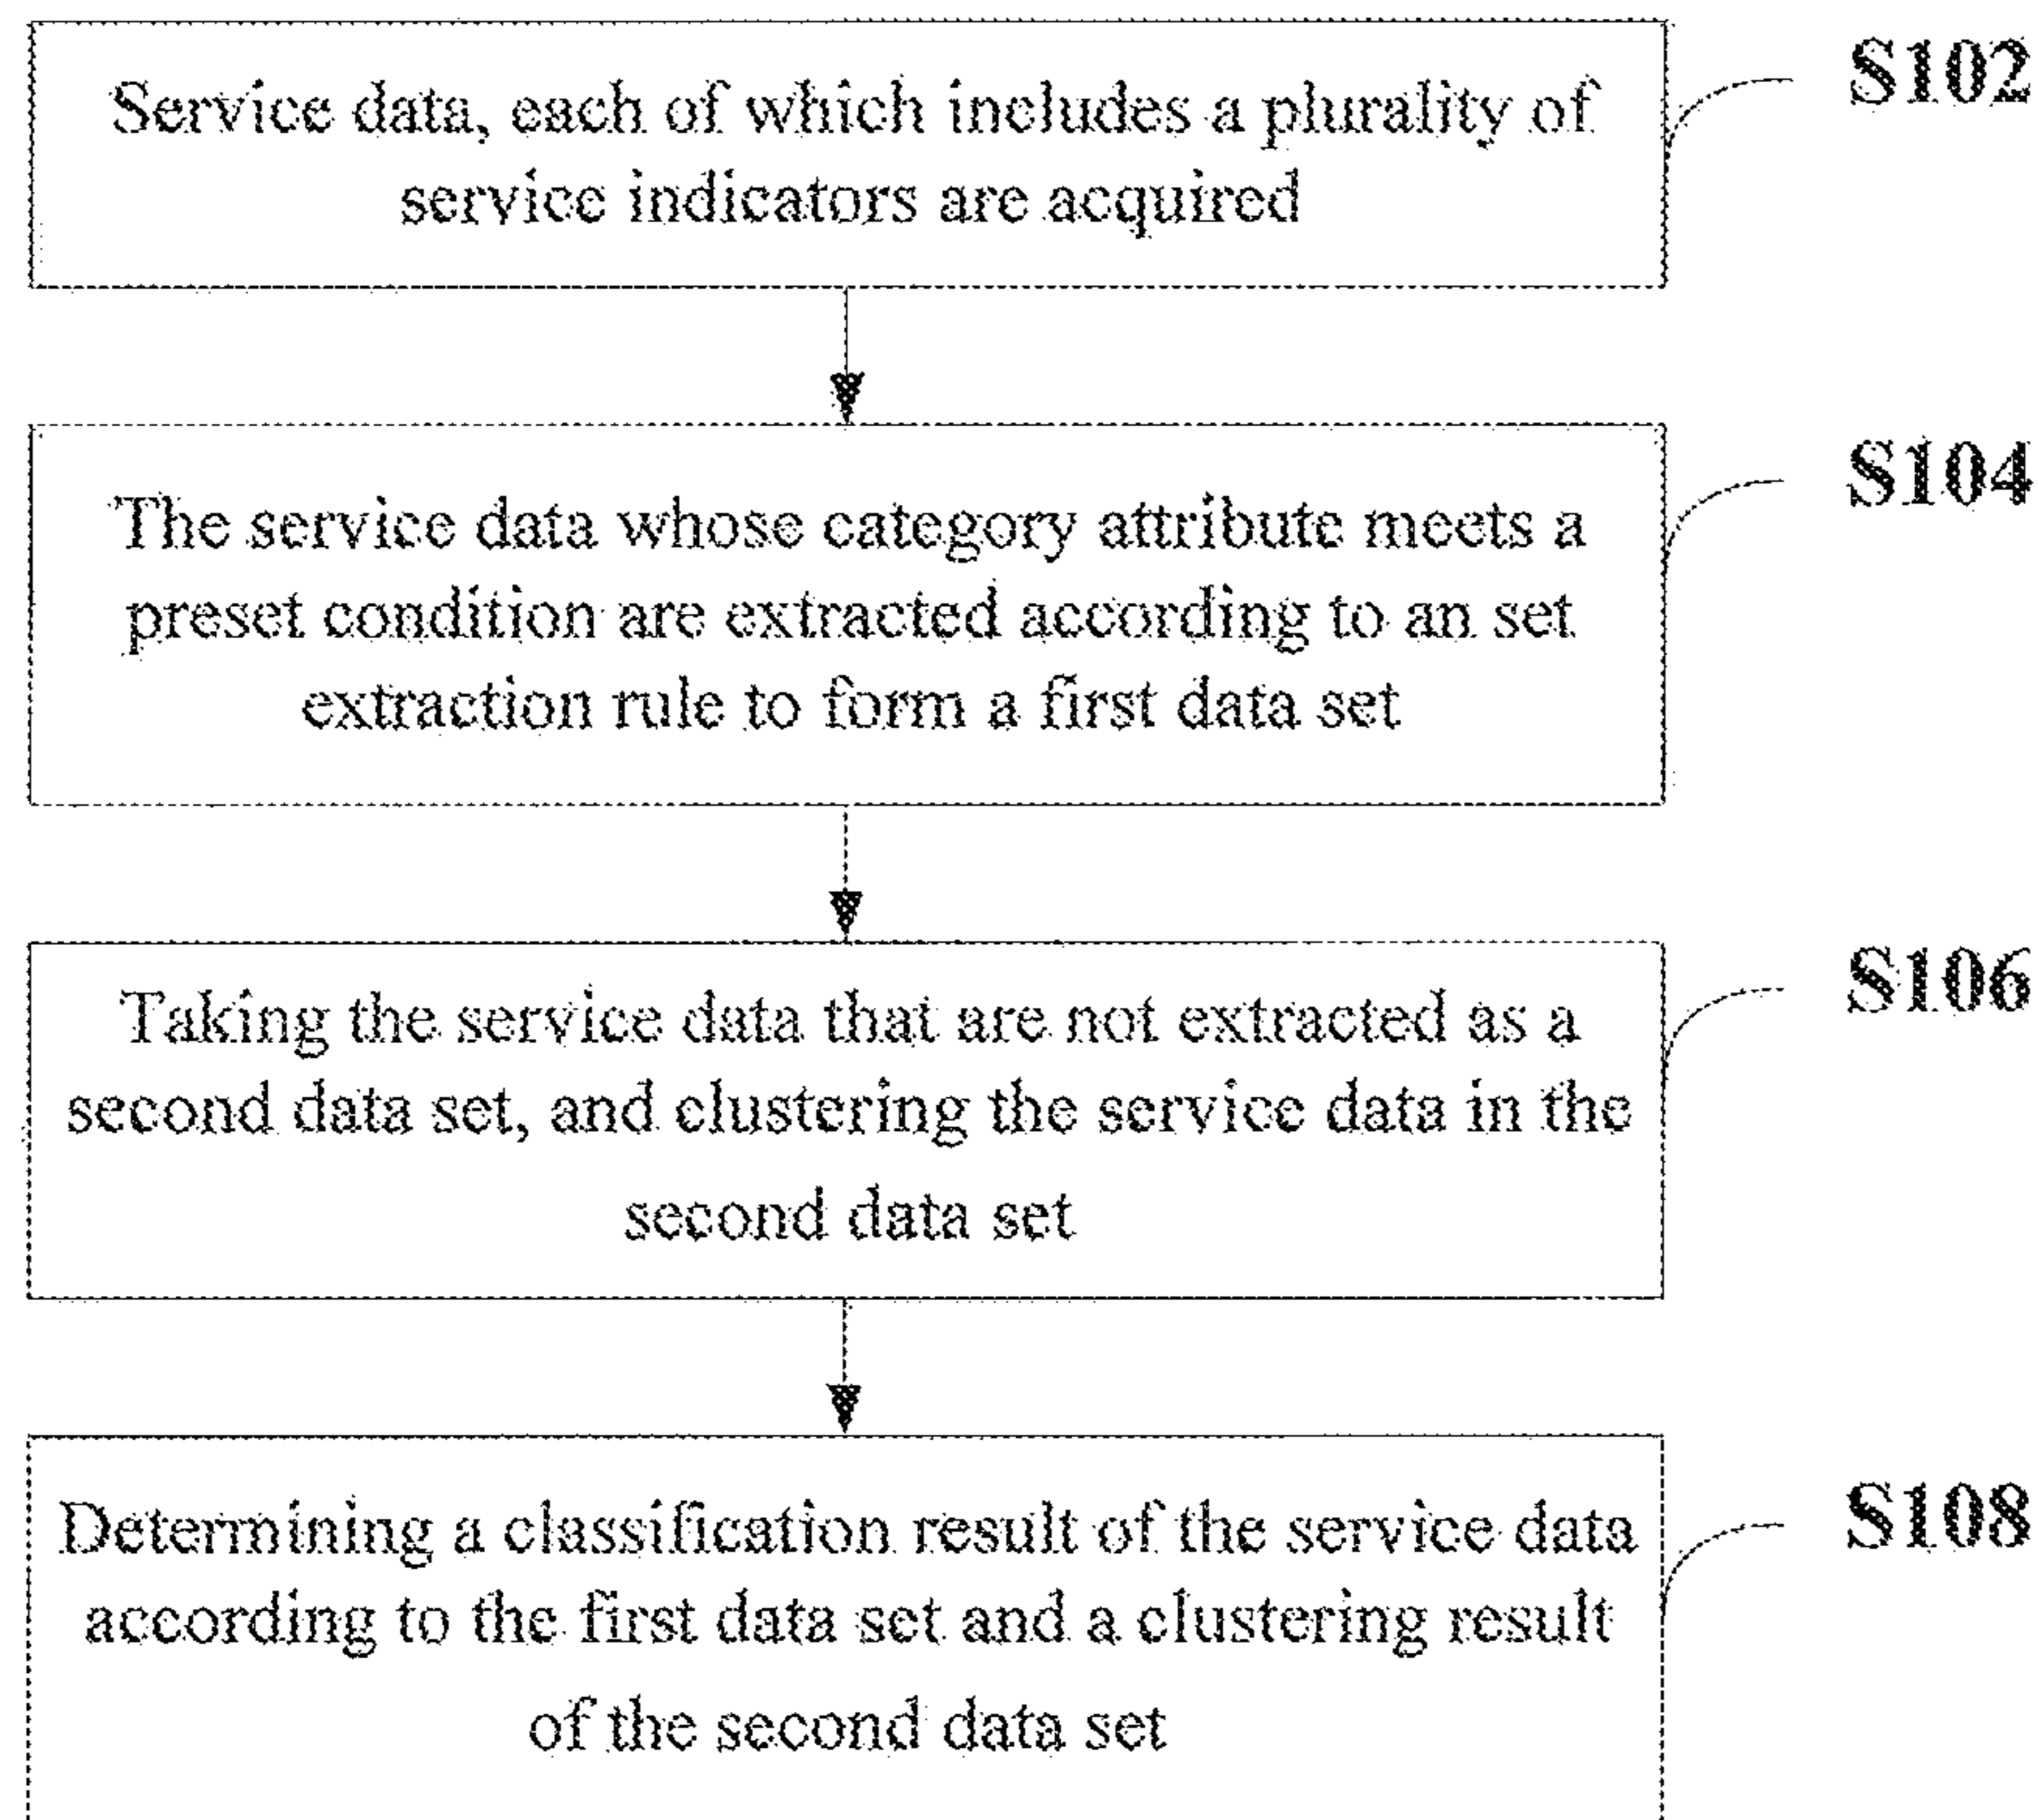 Service data, each of which includes a plurality of
service indicators are acquired
S102
The service data whose category attribute meets a
preset condition are extracted according to an set
extraction rule to form a first data set
S104
Taking the service data that are not extracted as a
second data set, and clustering the service data in the
second data set
S106
Determining a classification result of the service data
according to the first data set and a clustering result
of the second data set
S108